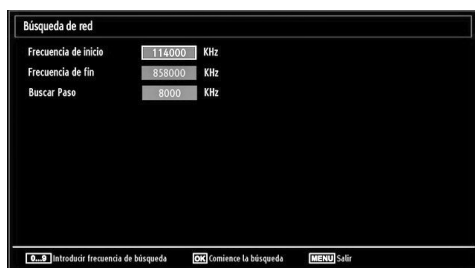 Búsqueda de red
Frecuencia de inicio 114000 KHz
Frecuencia de fin 858000 KHz
Buscar Paso 8000 KHz
0...9 Introducir frecuencia de búsqueda OK Comience la búsqueda MENU Salir